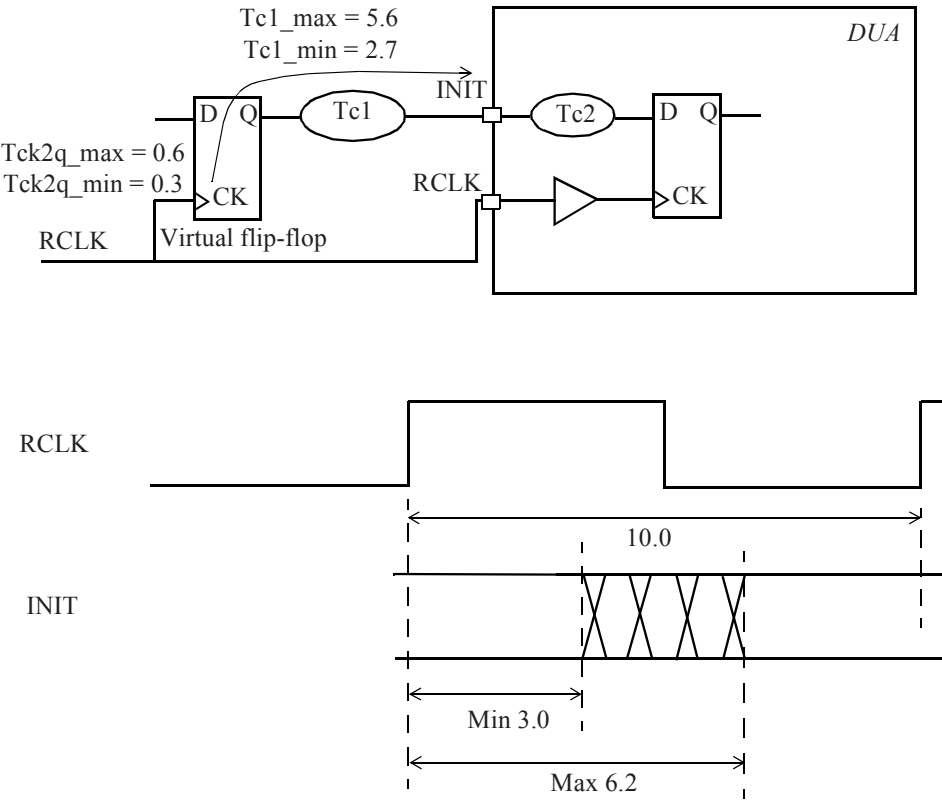 Tc1_max = 5.6
Tc1_min = 2.7
DUA
INIT
D Q
Tc1
Tc2
D Q
Tck2q_max = 0.6
Tck2q_min = 0.3
CK
RCLK
CK
RCLK
Virtual flip-flop
RCLK
10.0
INIT
Min 3.0
Max 6.2